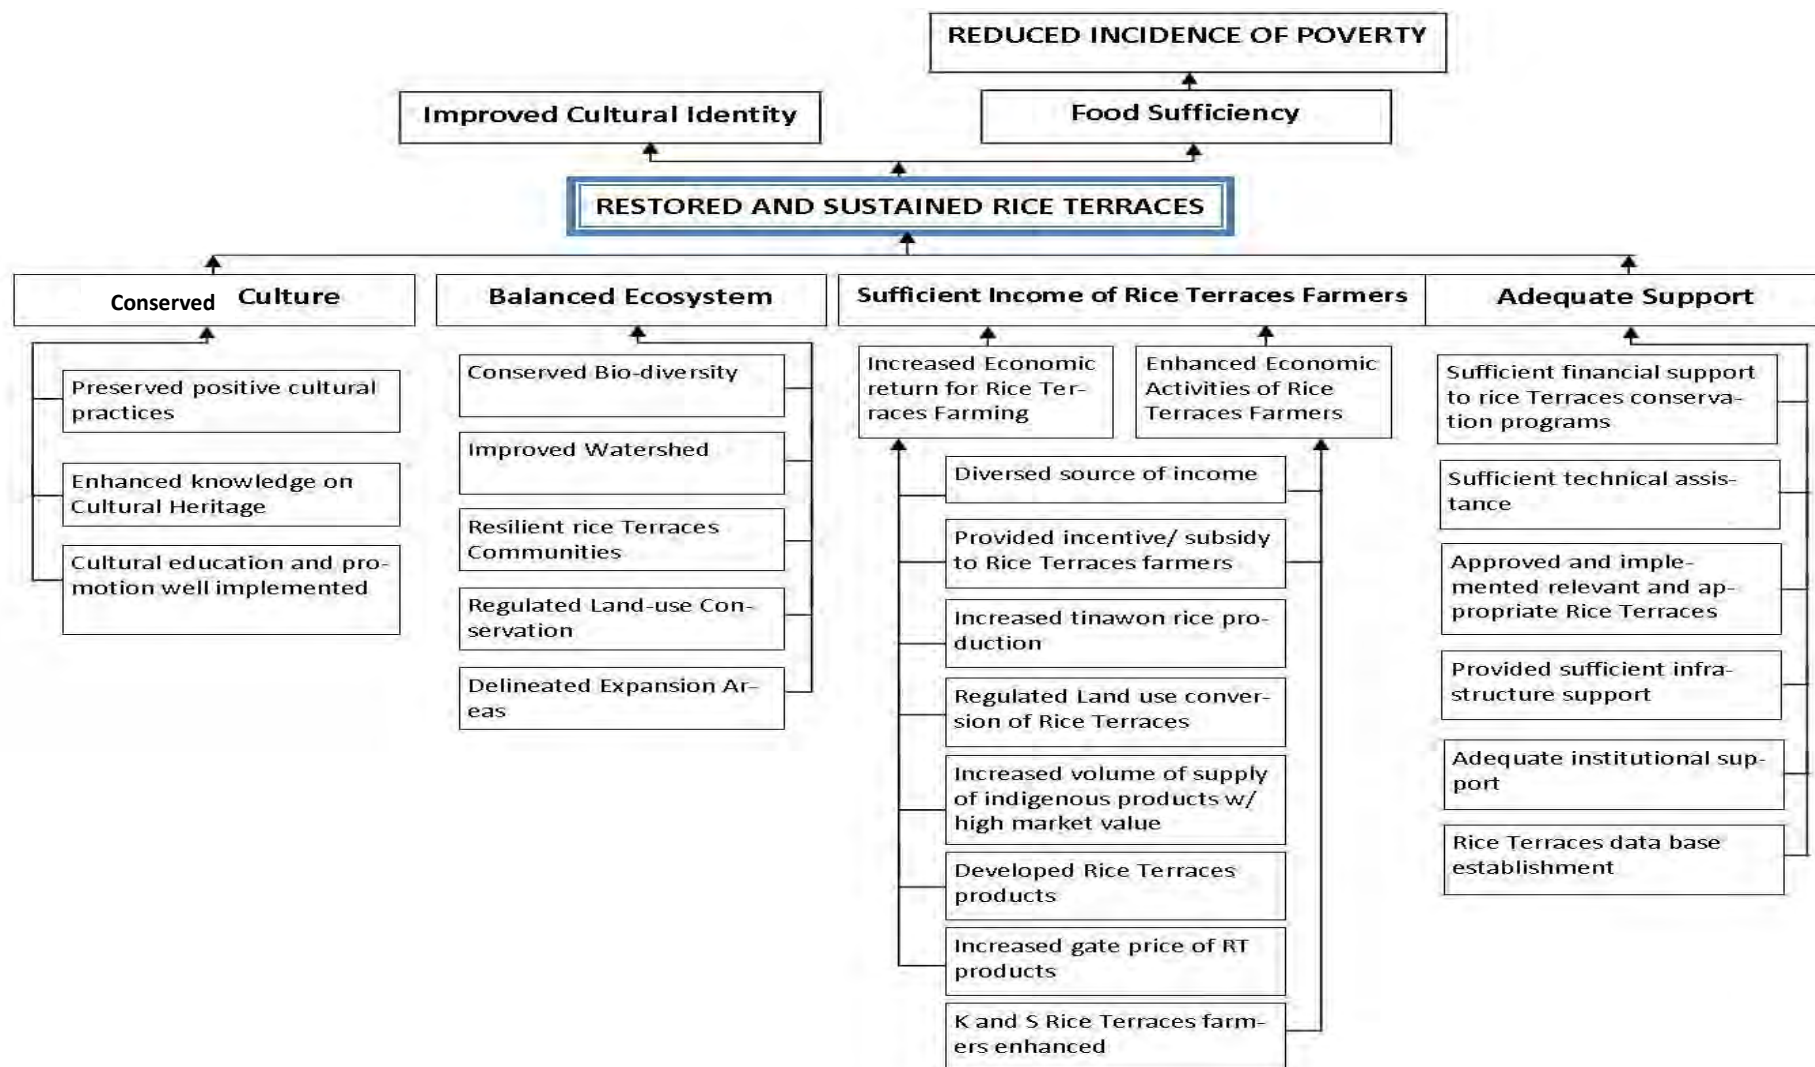 REDUCED INCIDENCE OF POVERTY
Improved Cultural Identity
Food Sufficiency
RESTORED AND SUSTAINED RICE TERRACES
Conserved Culture
Preserved positive cultural
practices
Enhanced knowledge on
Cultural Heritage
Cultural education and pro-
motion well implemented
Balanced Ecosystem
Conserved Bio-diversity
Improved Watershed
Resilient rice Terraces
Communities
Regulated Land-use Con-
servation
Delineated Expansion Ar-
eas
Sufficient Income of Rice Terraces Farmers
Increased Economic
return for Rice Ter-
races Farming
Enhanced Economic
Activities of Rice
Terraces Farmers
Diversed source of income
Provided incentive/ subsidy
to Rice Terraces farmers
Increased tinawon rice pro-
duction
Regulated Land use conver-
sion of Rice Terraces
Increased volume of supply
of indigenous products w/
high market value
Developed Rice Terraces
products
Increased gate price of RT
products
K and S Rice Terraces farm-
ers enhanced
Adequate Support
Sufficient financial support
to rice Terraces conserva-
tion programs
Sufficient technical assis-
tance
Approved and imple-
mented relevant and ap-
propriate Rice Terraces
Provided sufficient infra-
structure support
Adequate institutional sup-
port
Rice Terraces data base
establishment